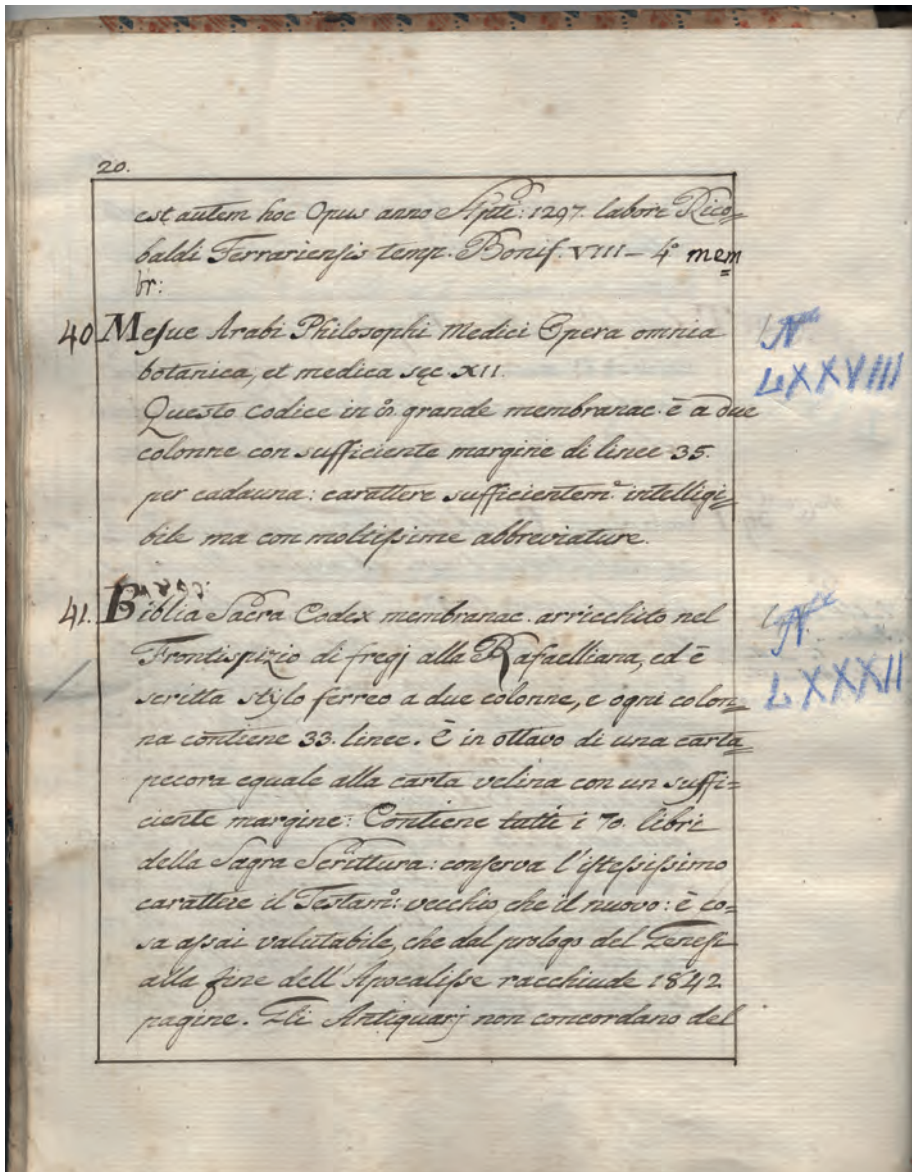 20.
est autem hoc Opus anno Xpti: 1297. labore Rico=
baldi Ferrariensis temp. Bonif. VIII – 4° mem=
br:
40 Mesue Arabi Philosophi Medici Opera omnia
botanica, et medica sęc. XII.
N
LXXVIII
Questo Codice in grande membranac. è a due
colonne con sufficiente margine di linee 35.
per cadauna: carattere sufficientem. intelligi=
bile ma con moltissime abbreviature.
41. Biblia Sacra Codex membranac. arricchito nel
N.
LXXXII
Frontispizio di fregj alla Rafaelliana, ed è
scritta stylo ferreo a due colonne, e ogni colon=
na contiene 33. linee. È in ottavo di una carta
pecora eguale alla carta velina con un suffi=
ciente margine: Contiene tutti i 70. libri
della Sagra Scrittura: conserva l'istessissimo
carattere il Testam: vecchio, che il nuovo: è co=
sa assai valutabile, che dal prologo del Genesi
alla fine dell'Apocalisse racchiude 1842
pagine. Gli Antiquarj non concordano del